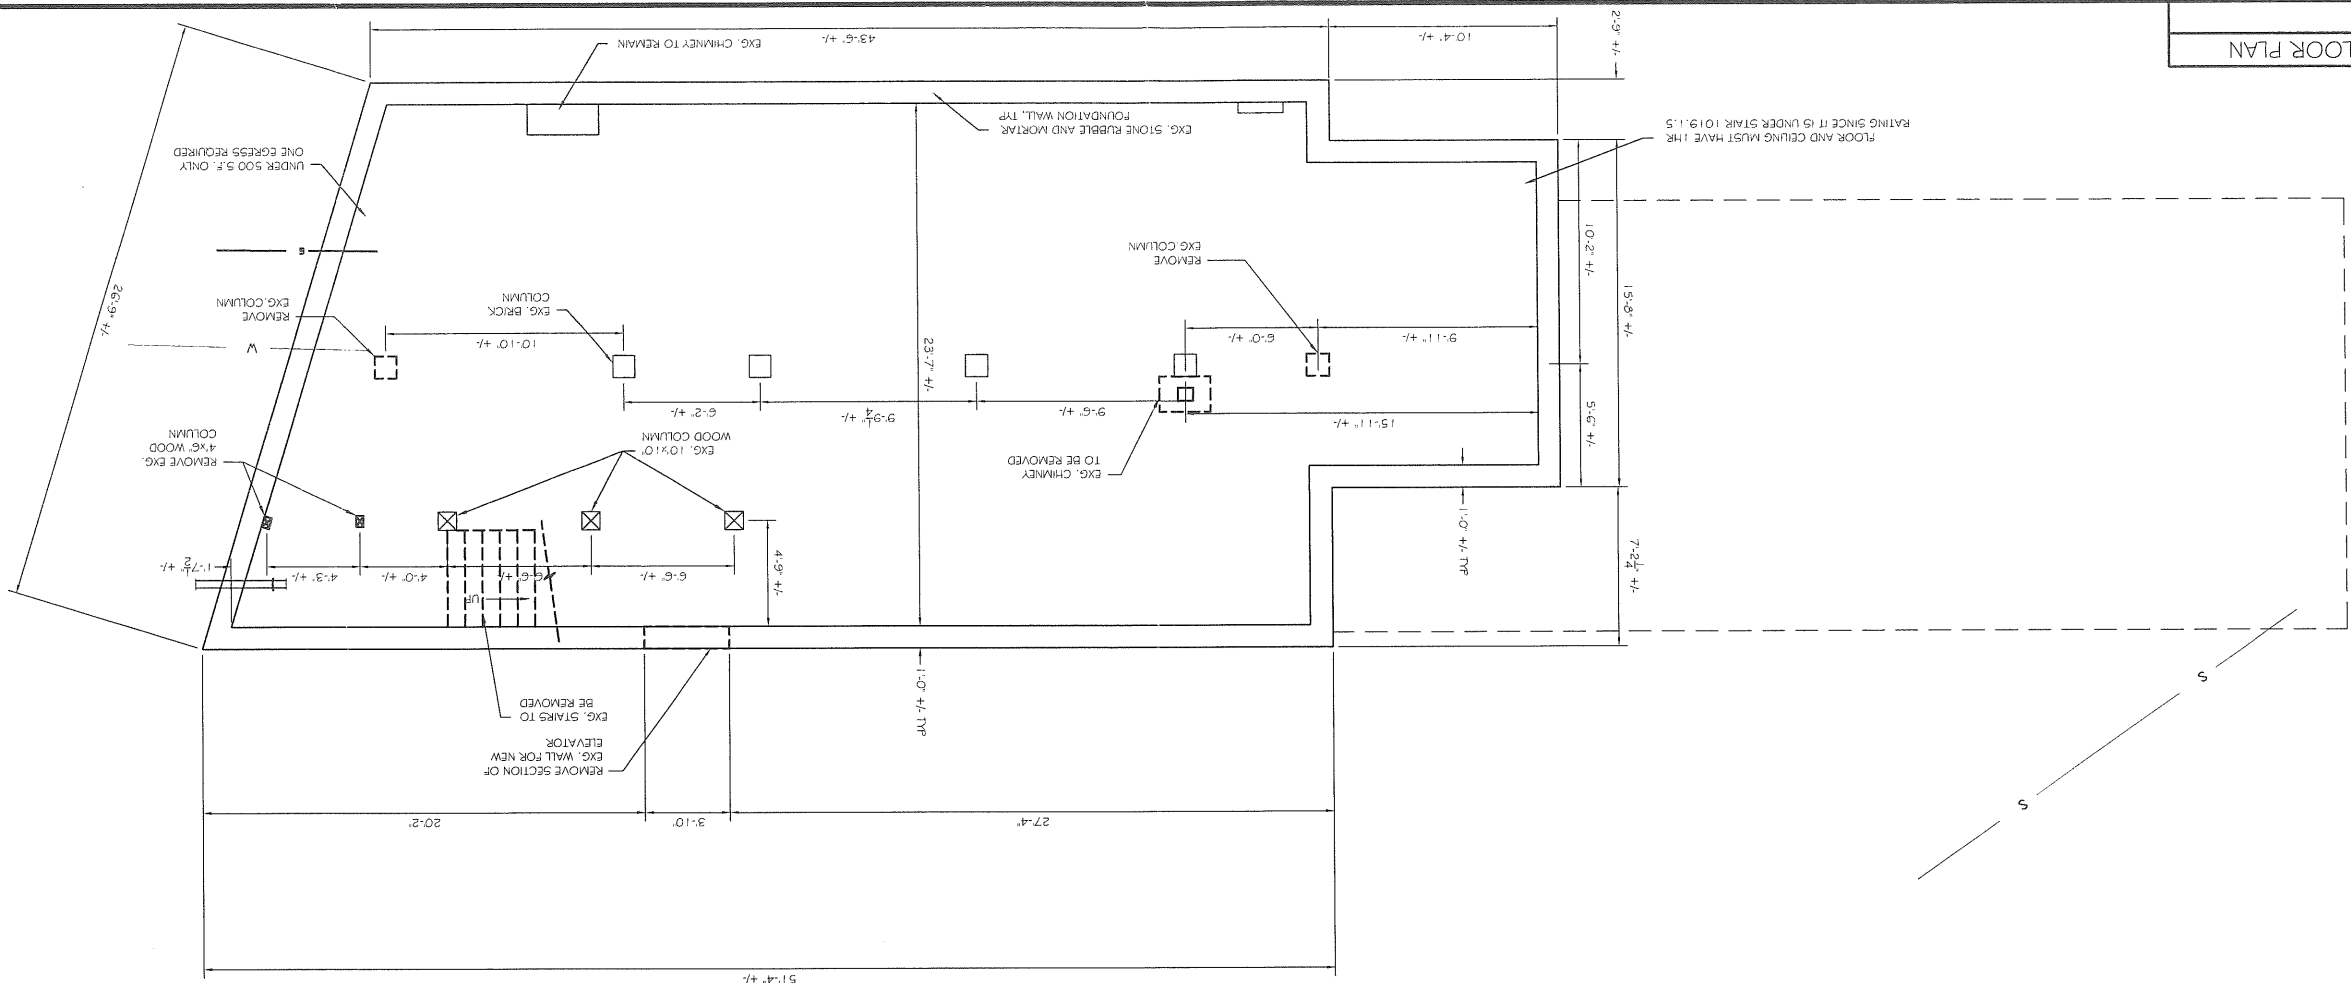 51'-4" +/-
27'-4"
3'-10"
20'-2"
S
S
REMOVE SECTION OF
EXG. WALL FOR NEW
ELEVATOR
EXG. STAIRS TO
BE REMOVED
1'-0" +/- TYP
7'-2 1/4" +/-
1'-0" +/- TYP
4'-9" +/-
UP
6'-6" +/-
6'-6" +/-
4'-0" +/-
4'-3" +/-
1'-7 1/2" +/-
EXG. CHIMNEY
TO BE REMOVED
EXG. 10"x10"
WOOD COLUMN
REMOVE EXG.
4"x6" WOOD
COLUMN
5'-6" +/-
15'-11" +/-
9'-6" +/-
9'-9 1/4" +/-
6'-2" +/-
15'-8" +/-
9'-11" +/-
6'-0" +/-
23'-7" +/-
10'-10" +/-
W
REMOVE
EXG.COLUMN
EXG. BRICK
COLUMN
REMOVE
EXG.COLUMN
26'-9" +/-
10'-2" +/-
S
UNDER 500 S.F. ONLY
ONE EGRESS REQUIRED
FLOOR AND CEILING MUST HAVE 1HR
RATING SINCE IT IS UNDER STAIR 1019.1.5
EXG. STONE RUBBLE AND MORTAR
FOUNDATION WALL, TYP
2'-9" +/-
10'-4" +/-
43'-6" +/-
EXG. CHIMNEY TO REMAIN
LOOR PLAN